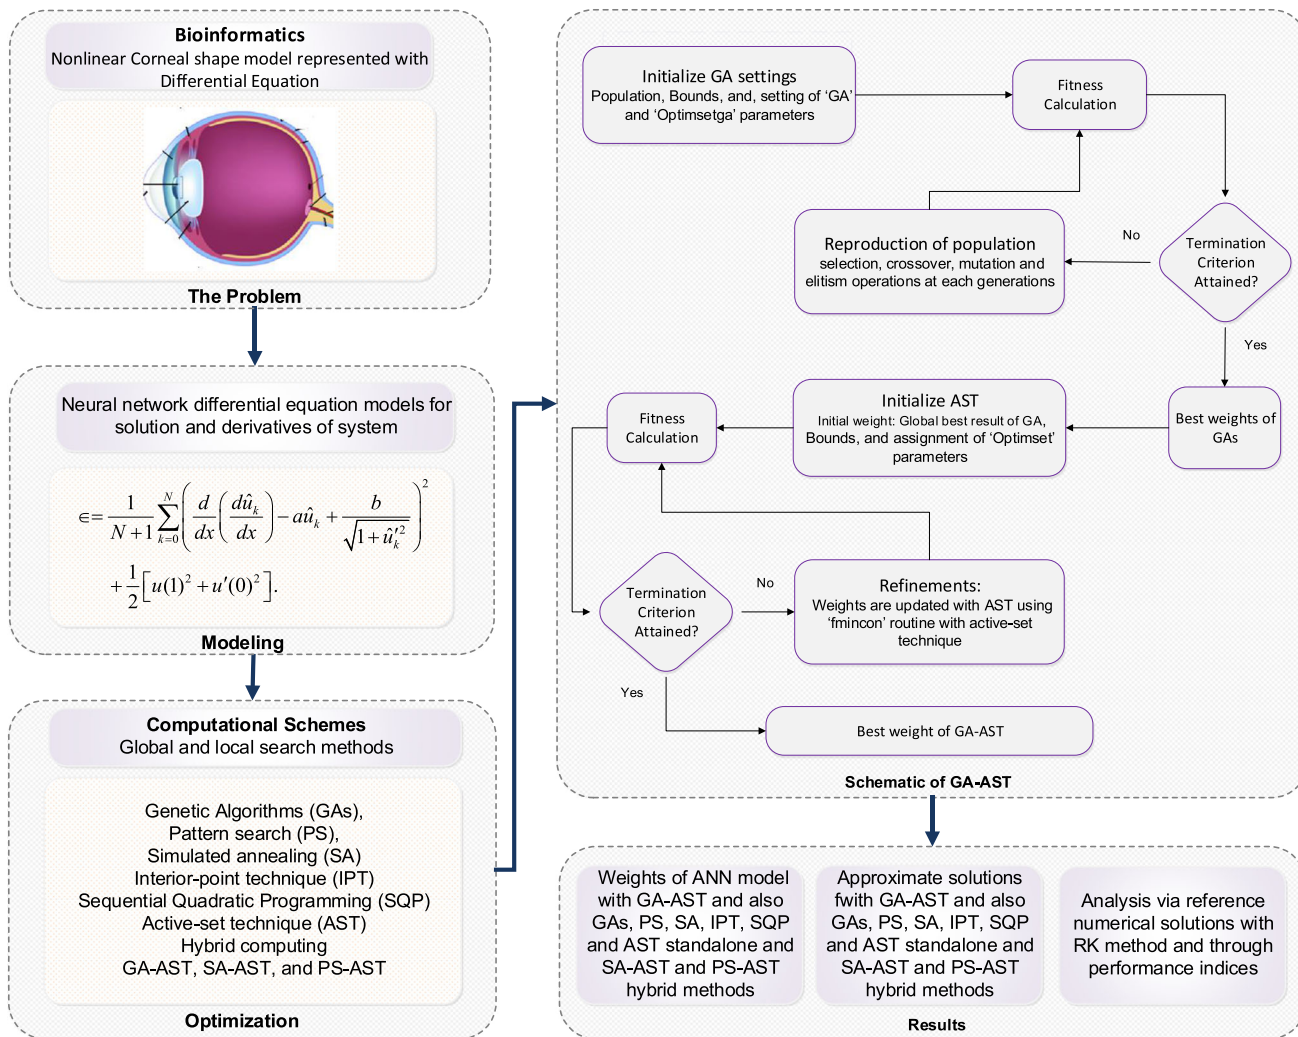 Bioinformatics
Nonlinear Corneal shape model represented with
Differential Equation
The Problem
Neural network differential equation models for
solution and derivatives of system
∈= 1/(N+1) ∑_{k=0}^{N} ( d/dx ( dû_k/dx ) − aû_k + b/√(1+û′_k²) )²
+ 1/2 [u(1)² + u′(0)²].
Modeling
Computational Schemes
Global and local search methods
Genetic Algorithms (GAs),
Pattern search (PS),
Simulated annealing (SA)
Interior-point technique (IPT)
Sequential Quadratic Programming (SQP)
Active-set technique (AST)
Hybrid computing
GA-AST, SA-AST, and PS-AST
Optimization
Initialize GA settings
Population, Bounds, and, setting of ‘GA’
and ‘Optimsetga’ parameters
Fitness
Calculation
Termination
Criterion
Attained?
No
Reproduction of population
selection, crossover, mutation and
elitism operations at each generations
Yes
Best weights of
GAs
Initialize AST
Initial weight: Global best result of GA,
Bounds, and assignment of ‘Optimset’
parameters
Fitness
Calculation
Termination
Criterion
Attained?
No
Refinements:
Weights are updated with AST using
‘fmincon’ routine with active-set
technique
Yes
Best weight of GA-AST
Schematic of GA-AST
Weights of ANN model
with GA-AST and also
GAs, PS, SA, IPT, SQP
and AST standalone and
SA-AST and PS-AST
hybrid methods
Approximate solutions
fwith GA-AST and also
GAs, PS, SA, IPT, SQP
and AST standalone and
SA-AST and PS-AST
hybrid methods
Analysis via reference
numerical solutions with
RK method and through
performance indices
Results